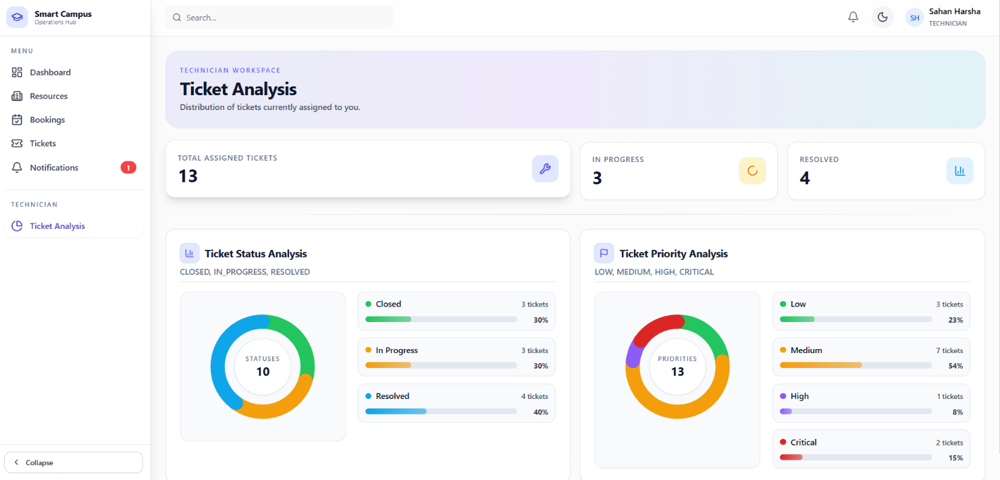 Smart Campus
Operations Hub
Search...
SH
Sahan Harsha
TECHNICIAN
MENU
Dashboard
Resources
Bookings
Tickets
Notifications 1
TECHNICIAN
Ticket Analysis
Collapse
TECHNICIAN WORKSPACE
Ticket Analysis
Distribution of tickets currently assigned to you.
TOTAL ASSIGNED TICKETS
13
IN PROGRESS
3
RESOLVED
4
Ticket Status Analysis
CLOSED, IN_PROGRESS, RESOLVED
STATUSES
10
Closed 3 tickets
30%
In Progress 3 tickets
30%
Resolved 4 tickets
40%
Ticket Priority Analysis
LOW, MEDIUM, HIGH, CRITICAL
PRIORITIES
13
Low 3 tickets
23%
Medium 7 tickets
54%
High 1 tickets
8%
Critical 2 tickets
15%